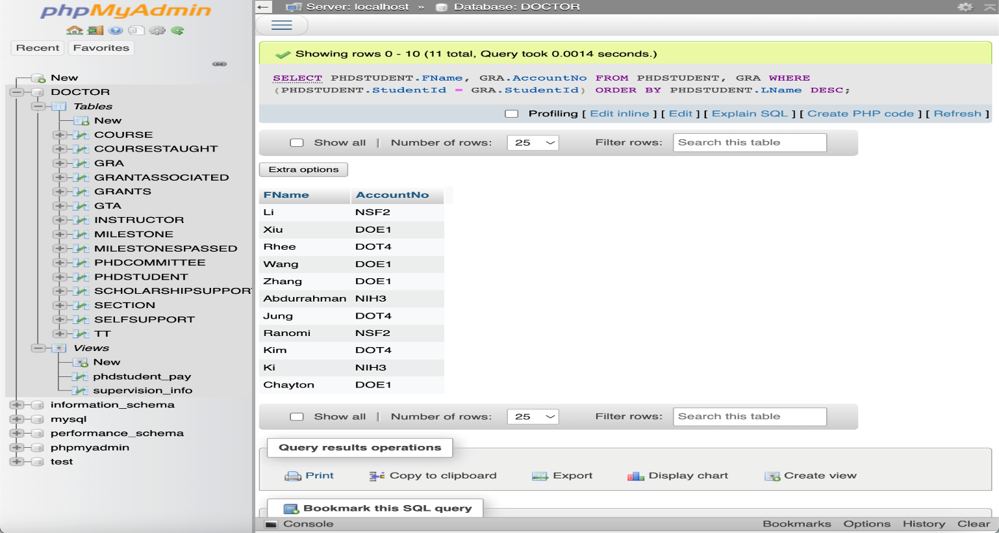 phpMyAdmin
Recent Favorites
New
DOCTOR
Tables
New
COURSE
COURSESTAUGHT
GRA
GRANTASSOCIATED
GRANTS
GTA
INSTRUCTOR
MILESTONE
MILESTONESPASSED
PHDCOMMITTEE
PHDSTUDENT
SCHOLARSHIPSUPPORT
SECTION
SELFSUPPORT
TT
Views
New
phdstudent_pay
supervision_info
information_schema
mysql
performance_schema
phpmyadmin
test
Server: localhost » Database: DOCTOR
Showing rows 0 - 10 (11 total, Query took 0.0014 seconds.)
SELECT PHDSTUDENT.FName, GRA.AccountNo FROM PHDSTUDENT, GRA WHERE
(PHDSTUDENT.StudentId = GRA.StudentId) ORDER BY PHDSTUDENT.LName DESC;
Profiling [ Edit inline ] [ Edit ] [ Explain SQL ] [ Create PHP code ] [ Refresh ]
Show all | Number of rows: 25 Filter rows: Search this table
Extra options
FName AccountNo
Li NSF2
Xiu DOE1
Rhee DOT4
Wang DOE1
Zhang DOE1
Abdurrahman NIH3
Jung DOT4
Ranomi NSF2
Kim DOT4
Ki NIH3
Chayton DOE1
Show all | Number of rows: 25 Filter rows: Search this table
Query results operations
Print Copy to clipboard Export Display chart Create view
Bookmark this SQL query
Console Bookmarks Options History Clear